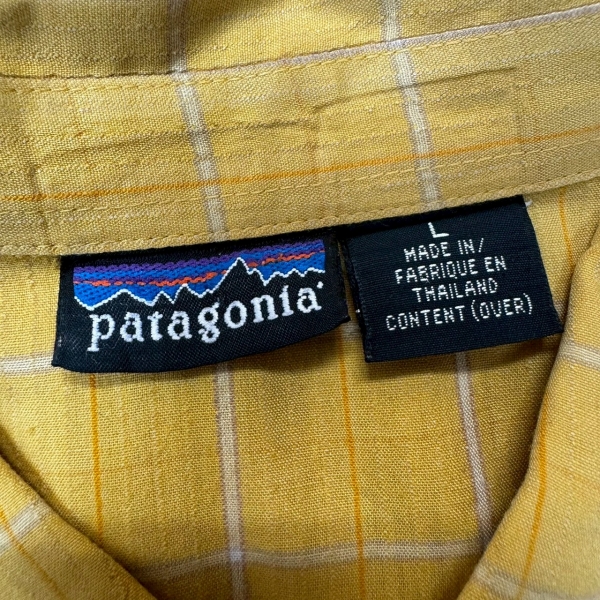 patagonia
L
MADE IN/
FABRIQUE EN
THAILAND
CONTENT (OVER)